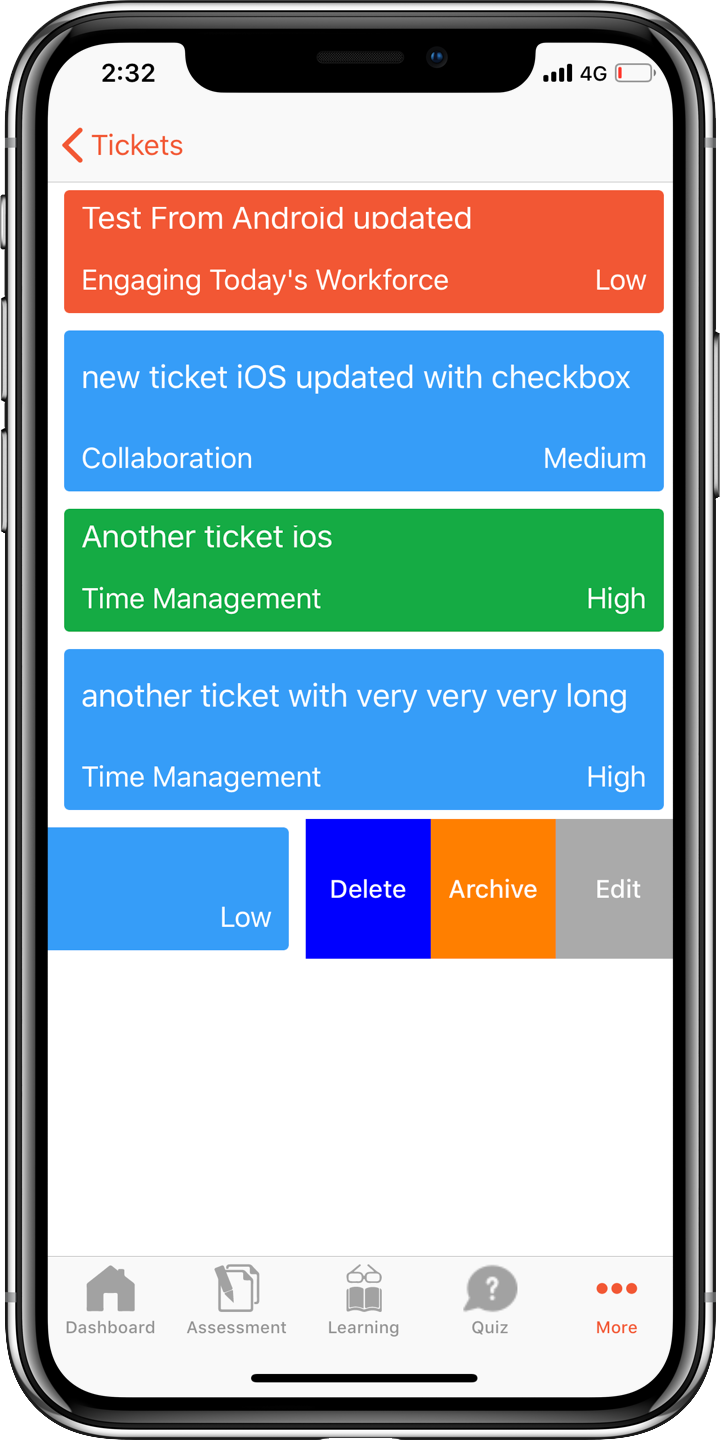 2:32
4G
Tickets
Test From Android updated
Engaging Today's Workforce Low
new ticket iOS updated with checkbox
Collaboration Medium
Another ticket ios
Time Management High
another ticket with very very very long
Time Management High
Low
Delete Archive Edit
?
Dashboard Assessment Learning Quiz More